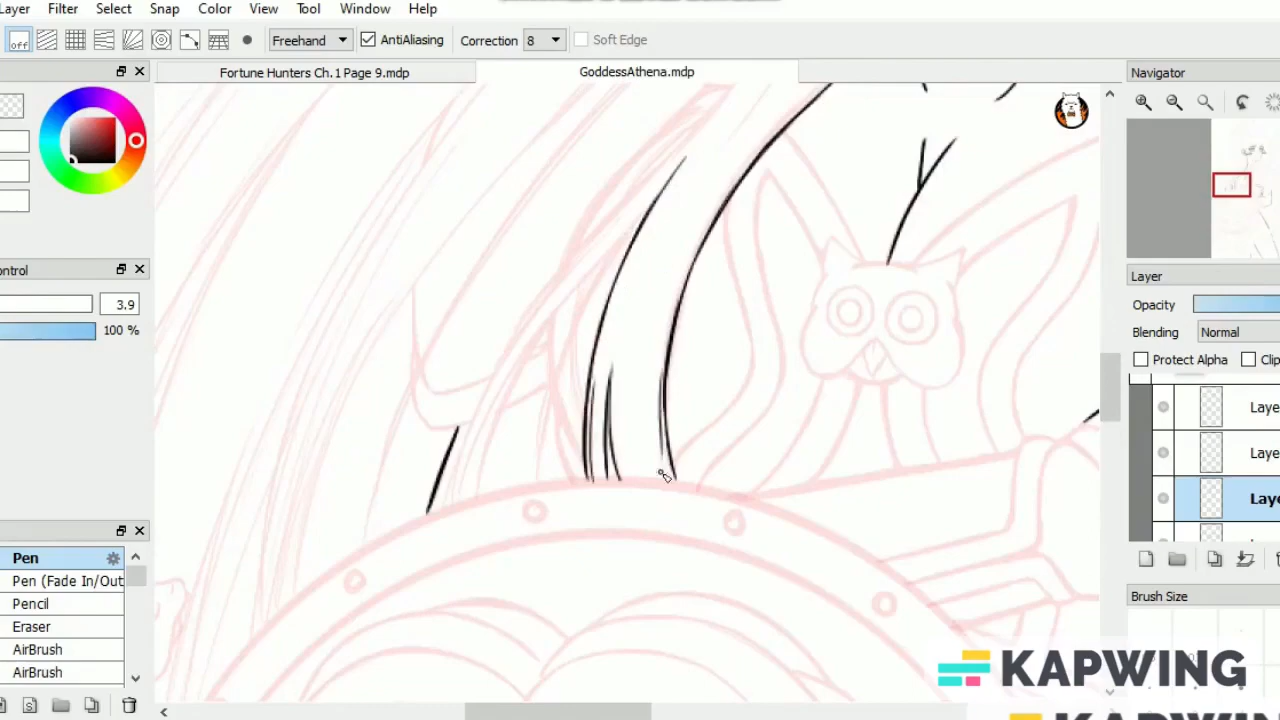 Layer Filter Select Snap Color View Tool Window Help
off Freehand AntiAliasing Correction 8 Soft Edge
Fortune Hunters Ch.1 Page 9.mdp GoddessAthena.mdp
Navigator
ontrol
3.9
100 %
Layer
Opacity
Blending Normal
Protect Alpha Clip
Laye
Laye
Laye
Pen
Pen (Fade In/Out
Pencil
Eraser
AirBrush
AirBrush
Brush Size
KAPWING